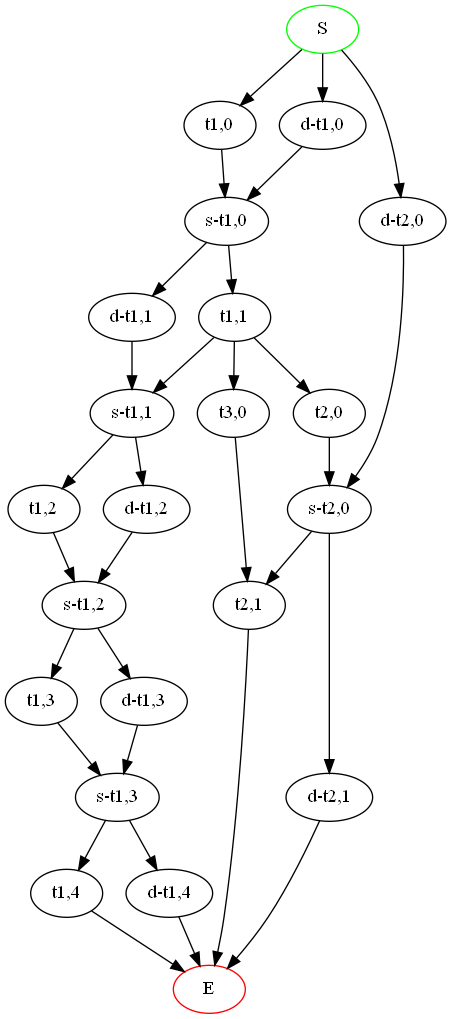 S
t1,0
d-t1,0
s-t1,0
d-t2,0
d-t1,1
t1,1
s-t1,1
t3,0
t2,0
t1,2
d-t1,2
s-t2,0
s-t1,2
t2,1
t1,3
d-t1,3
s-t1,3
d-t2,1
t1,4
d-t1,4
E